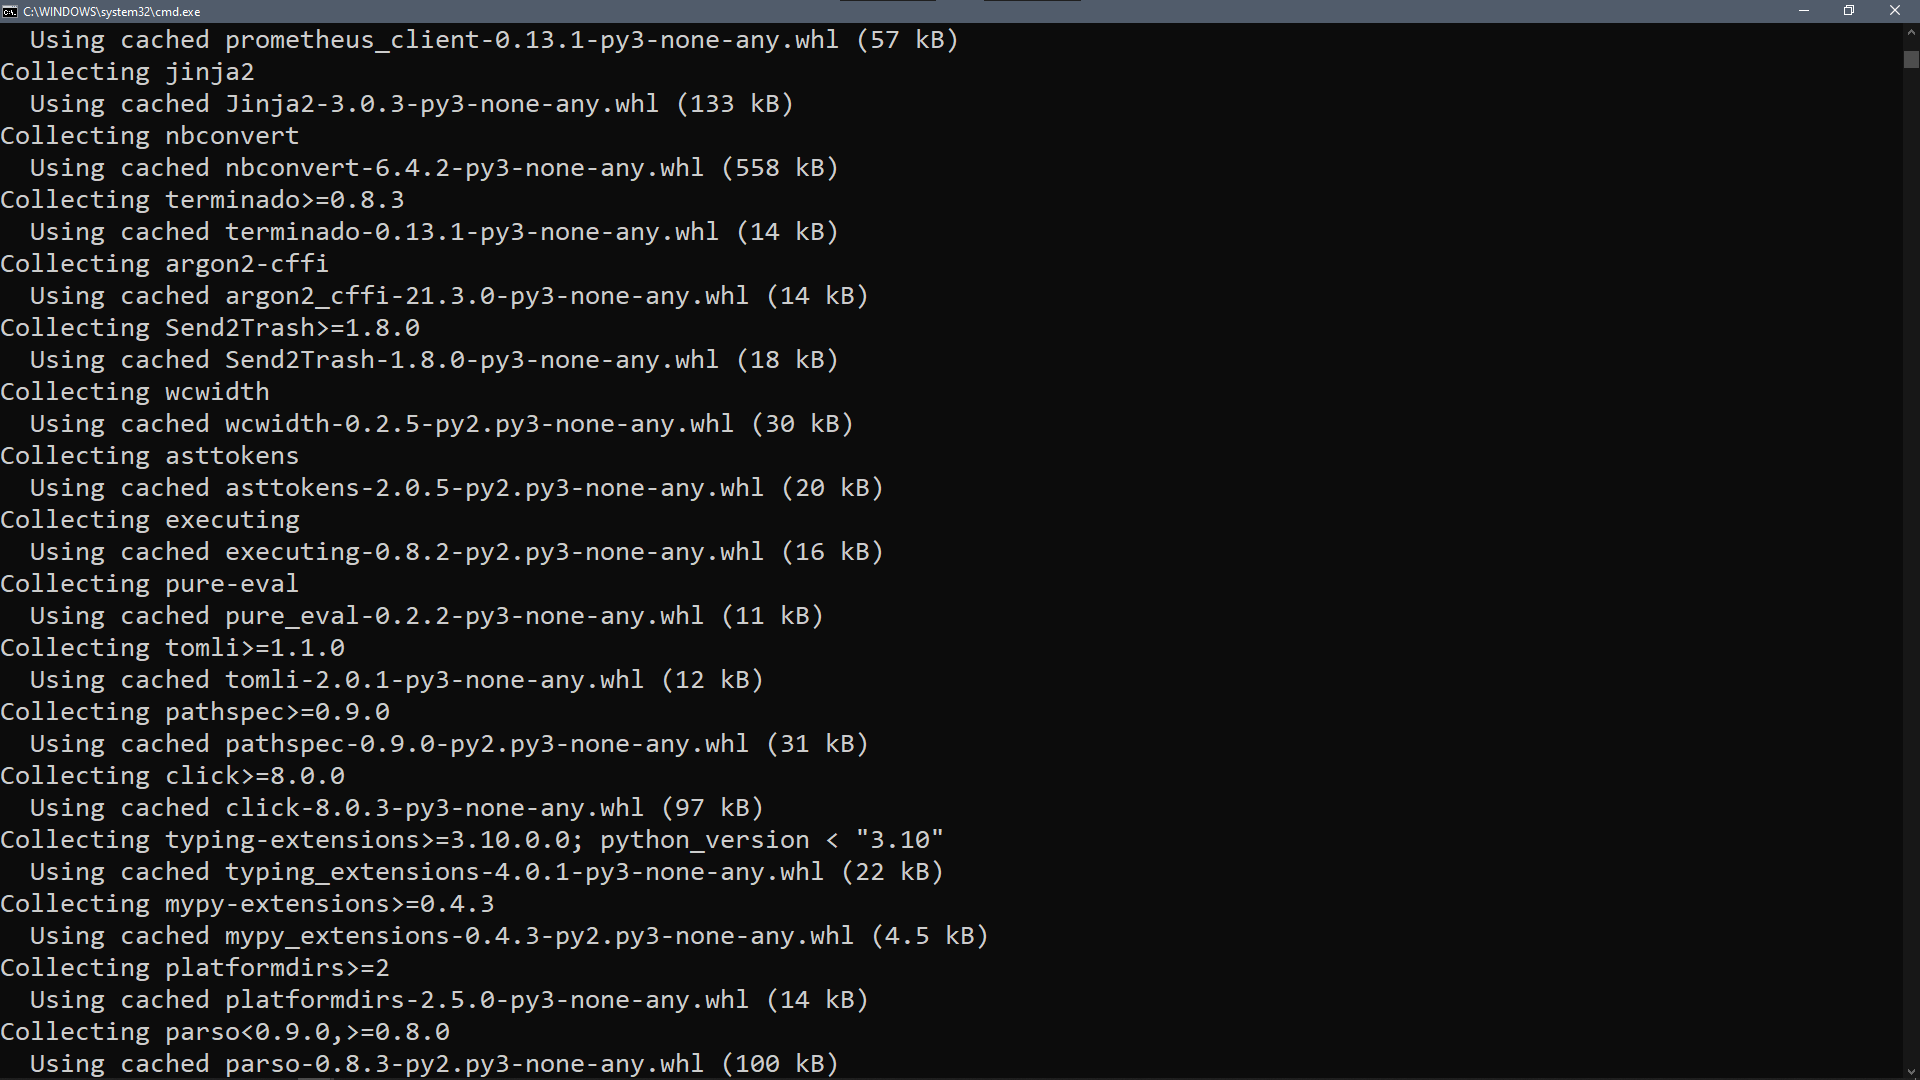 C:\WINDOWS\system32\cmd.exe
Using cached prometheus_client-0.13.1-py3-none-any.whl (57 kB)
Collecting jinja2
Using cached Jinja2-3.0.3-py3-none-any.whl (133 kB)
Collecting nbconvert
Using cached nbconvert-6.4.2-py3-none-any.whl (558 kB)
Collecting terminado>=0.8.3
Using cached terminado-0.13.1-py3-none-any.whl (14 kB)
Collecting argon2-cffi
Using cached argon2_cffi-21.3.0-py3-none-any.whl (14 kB)
Collecting Send2Trash>=1.8.0
Using cached Send2Trash-1.8.0-py3-none-any.whl (18 kB)
Collecting wcwidth
Using cached wcwidth-0.2.5-py2.py3-none-any.whl (30 kB)
Collecting asttokens
Using cached asttokens-2.0.5-py2.py3-none-any.whl (20 kB)
Collecting executing
Using cached executing-0.8.2-py2.py3-none-any.whl (16 kB)
Collecting pure-eval
Using cached pure_eval-0.2.2-py3-none-any.whl (11 kB)
Collecting tomli>=1.1.0
Using cached tomli-2.0.1-py3-none-any.whl (12 kB)
Collecting pathspec>=0.9.0
Using cached pathspec-0.9.0-py2.py3-none-any.whl (31 kB)
Collecting click>=8.0.0
Using cached click-8.0.3-py3-none-any.whl (97 kB)
Collecting typing-extensions>=3.10.0.0; python_version < "3.10"
Using cached typing_extensions-4.0.1-py3-none-any.whl (22 kB)
Collecting mypy-extensions>=0.4.3
Using cached mypy_extensions-0.4.3-py2.py3-none-any.whl (4.5 kB)
Collecting platformdirs>=2
Using cached platformdirs-2.5.0-py3-none-any.whl (14 kB)
Collecting parso<0.9.0,>=0.8.0
Using cached parso-0.8.3-py2.py3-none-any.whl (100 kB)